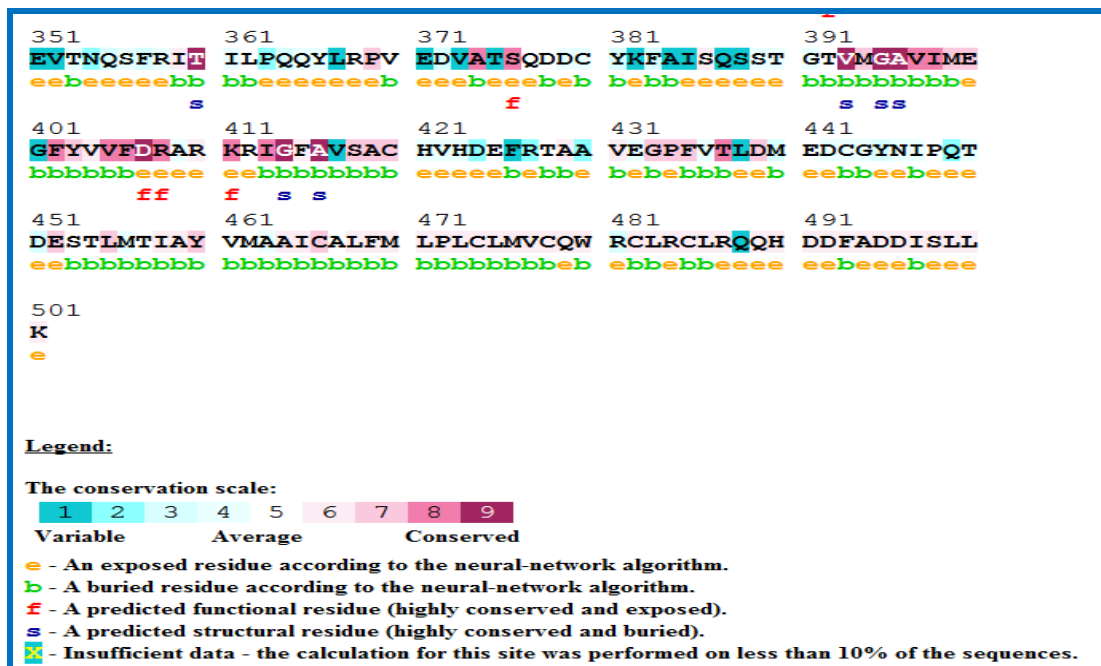 351 361 371 381 391
EVTNQSFRIT ILPQQYLRPV EDVATSQDDC YKFAISQSST GTVMGAVIME
eebeeeeebb bbeeeeeeeb eebbeeebeb bebbeeeeee bbbbbbbbbe
s f s ss
401 411 421 431 441
GFYVVFDRAR KRIGFAVSAC HVHDEFRTAA VEGPFVTLDM EDCGYNIPQT
bbbbbbeeee eebbbbbbbb eeeeebebbe bebebbbeeb eebbeebeee
ff f s s
451 461 471 481 491
DESTLMTIAY VMAAICALFM LPLCLMVCQW RCLRCLRQQH DDFADDISLL
eebbbbbbbb bbbbbbbbbb bbbbbbbbeb ebbebbeeee eebeeebeee
501
K
e
Legend:
The conservation scale:
1 2 3 4 5 6 7 8 9
Variable Average Conserved
e - An exposed residue according to the neural-network algorithm.
b - A buried residue according to the neural-network algorithm.
f - A predicted functional residue (highly conserved and exposed).
s - A predicted structural residue (highly conserved and buried).
X - Insufficient data - the calculation for this site was performed on less than 10% of the sequences.